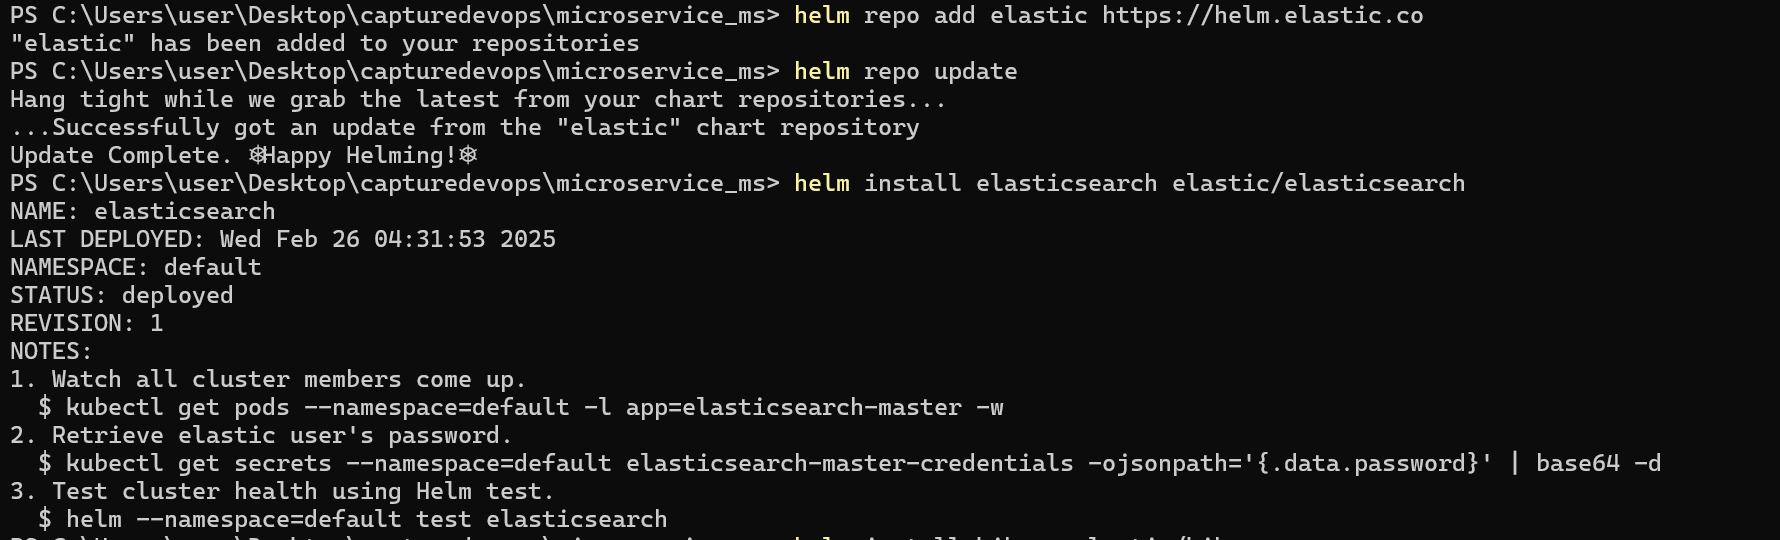 PS C:\Users\user\Desktop\capturedevops\microservice_ms> helm repo add elastic https://helm.elastic.co
"elastic" has been added to your repositories
PS C:\Users\user\Desktop\capturedevops\microservice_ms> helm repo update
Hang tight while we grab the latest from your chart repositories...
...Successfully got an update from the "elastic" chart repository
Update Complete. ⎈Happy Helming!⎈
PS C:\Users\user\Desktop\capturedevops\microservice_ms> helm install elasticsearch elastic/elasticsearch
NAME: elasticsearch
LAST DEPLOYED: Wed Feb 26 04:31:53 2025
NAMESPACE: default
STATUS: deployed
REVISION: 1
NOTES:
1. Watch all cluster members come up.
  $ kubectl get pods --namespace=default -l app=elasticsearch-master -w
2. Retrieve elastic user's password.
  $ kubectl get secrets --namespace=default elasticsearch-master-credentials -ojsonpath='{.data.password}' | base64 -d
3. Test cluster health using Helm test.
  $ helm --namespace=default test elasticsearch